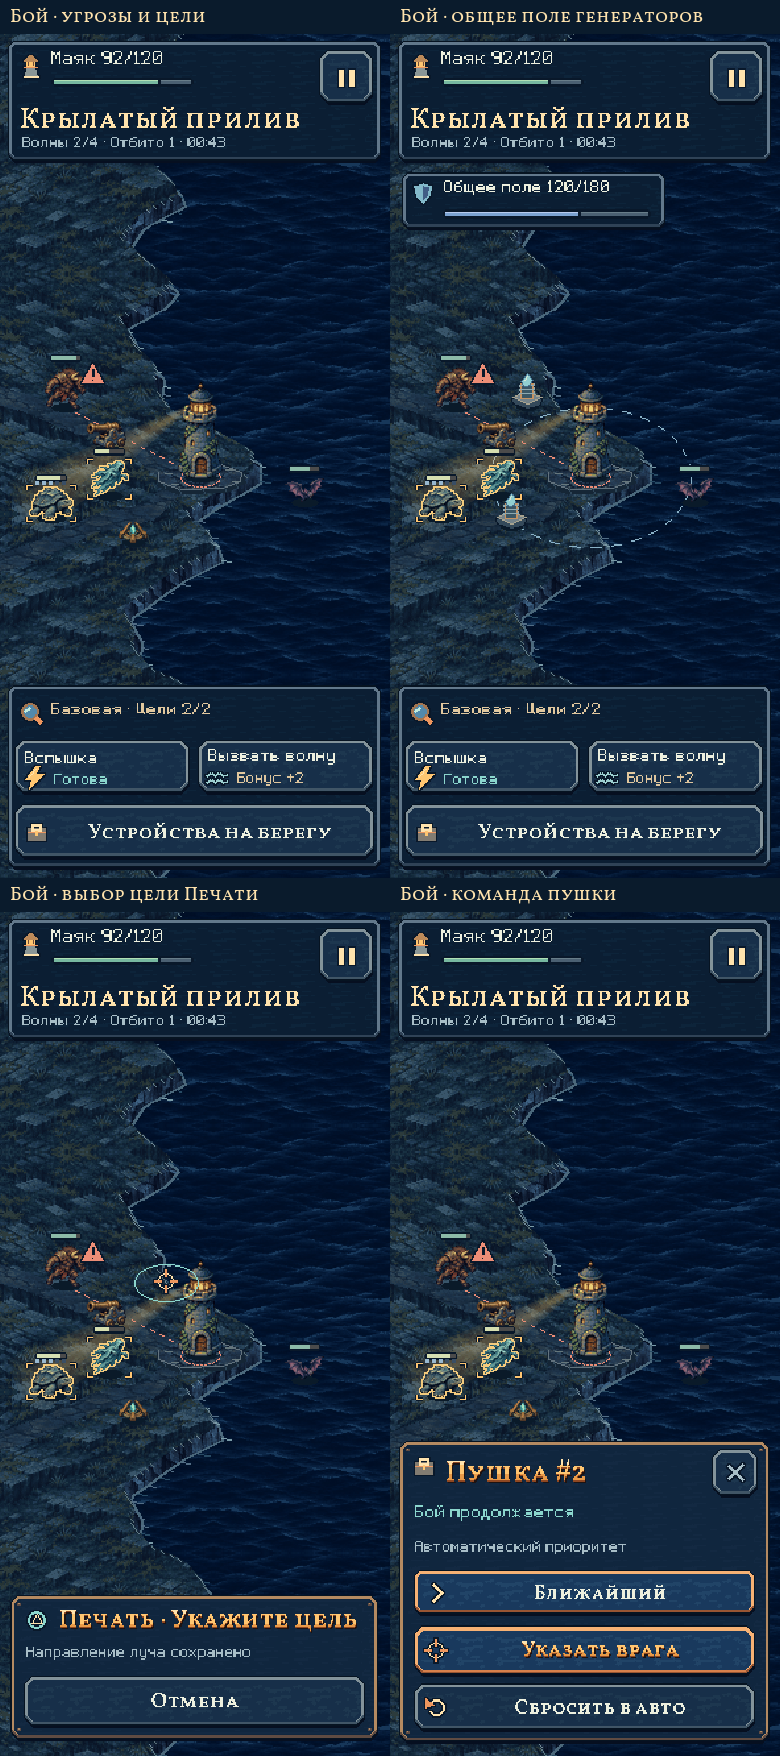 Бой · угрозы и цели
Маяк 92/120
Крылатый прилив
Волны 2/4 · Отбито 1 · 00:43
Базовая · Цели 2/2
Вспышка
Готова
Вызвать волну
Бонус +2
Устройства на берегу
Бой · общее поле генераторов
Маяк 92/120
Крылатый прилив
Волны 2/4 · Отбито 1 · 00:43
Общее поле 120/180
Базовая · Цели 2/2
Вспышка
Готова
Вызвать волну
Бонус +2
Устройства на берегу
Бой · выбор цели Печати
Маяк 92/120
Крылатый прилив
Волны 2/4 · Отбито 1 · 00:43
Печать · Укажите цель
Направление луча сохранено
Отмена
Бой · команда пушки
Маяк 92/120
Крылатый прилив
Волны 2/4 · Отбито 1 · 00:43
Пушка #2
Бой продолжается
Автоматический приоритет
Ближайший
Указать врага
Сбросить в авто